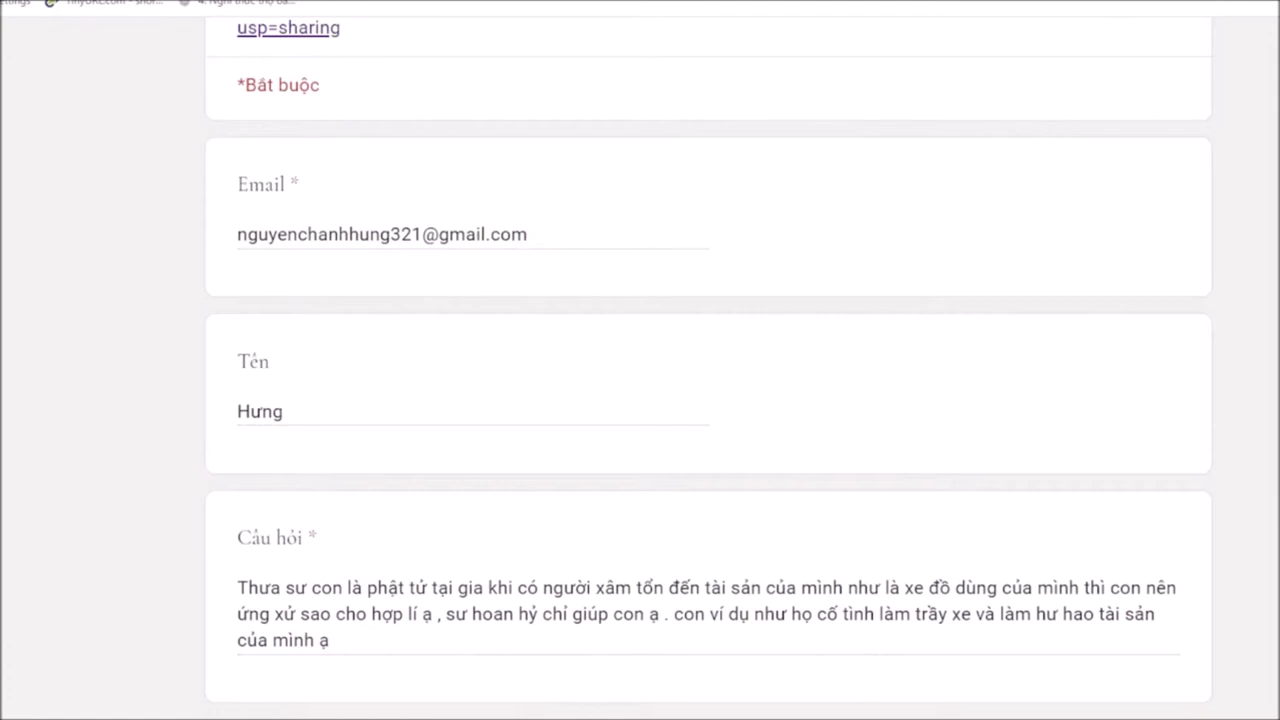 usp=sharing
*Bắt buộc
Email *
nguyenchanhhung321@gmail.com
Tên
Hưng
Câu hỏi *
Thưa sư con là phật tử tại gia khi có người xâm tổn đến tài sản của mình như là xe đồ dùng của mình thì con nên
ứng xử sao cho hợp lí ạ , sư hoan hỷ chỉ giúp con ạ . con ví dụ như họ cố tình làm trầy xe và làm hư hao tài sản
của mình ạ